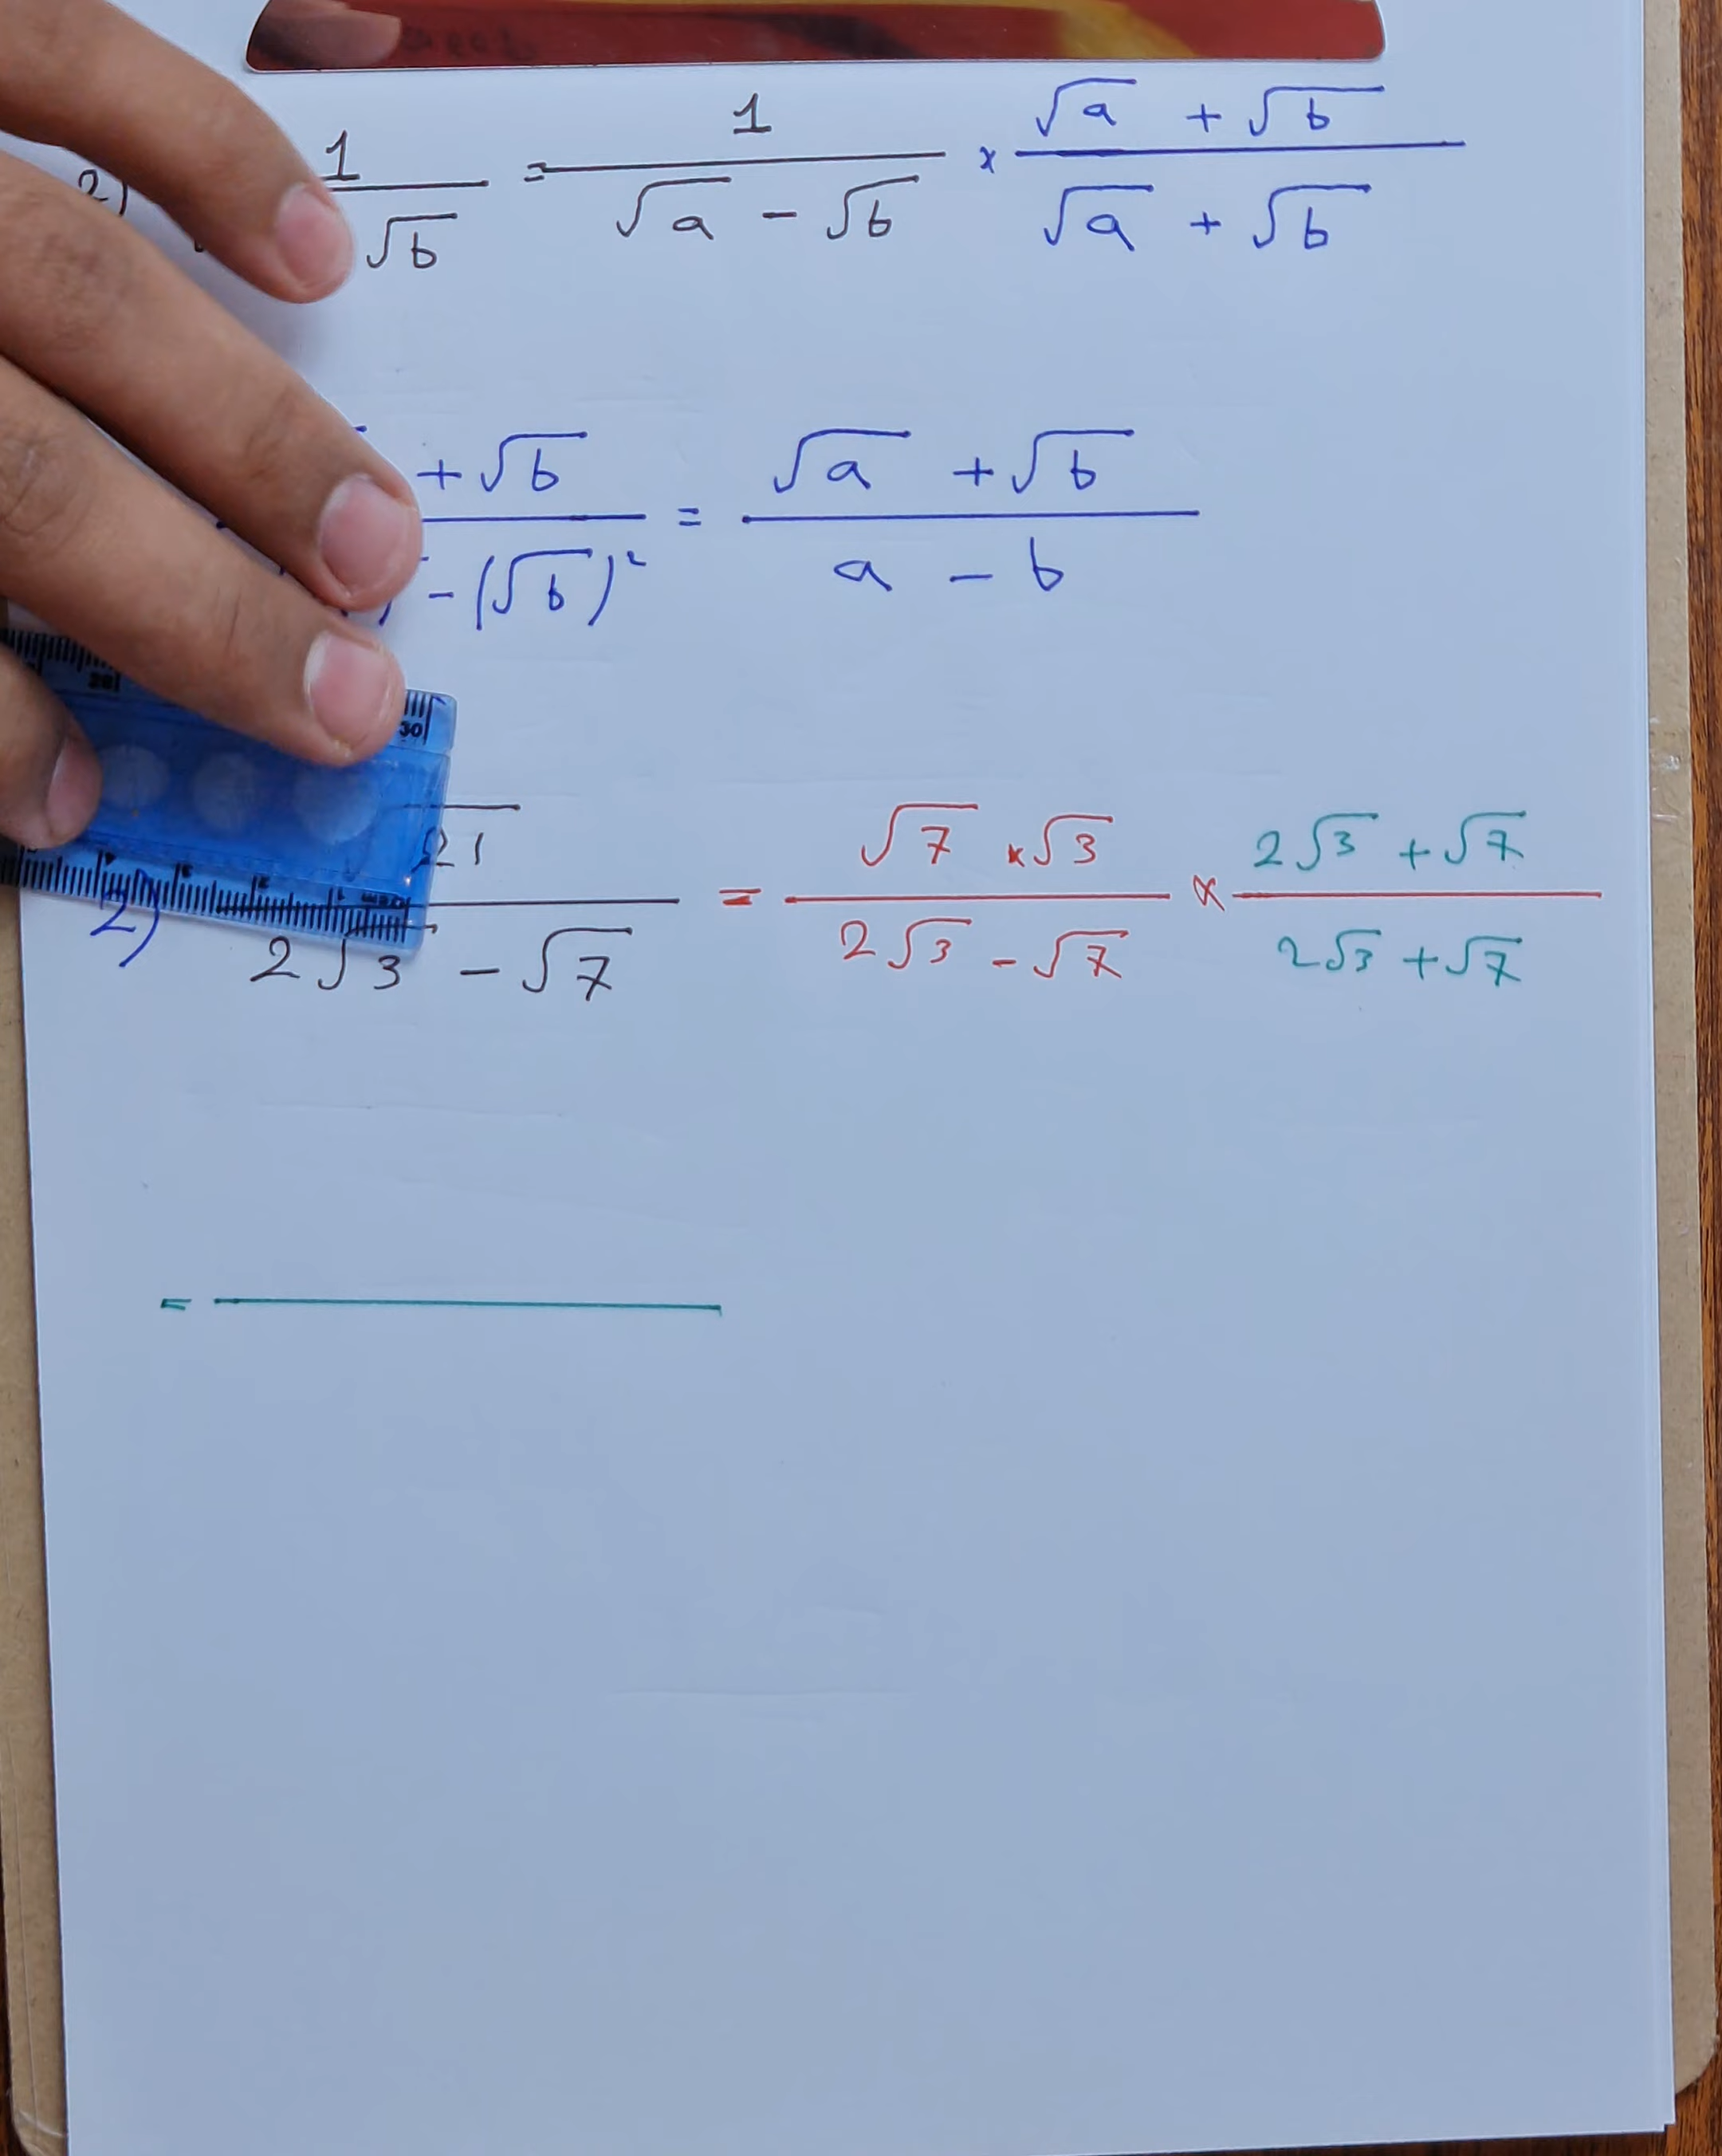 2) 1 / √b = 1 / √a - √b × √a + √b / √a + √b
+ √b / - (√b)² = √a + √b / a - b
30
2) 21 / 2√3 - √7 = √7 × √3 / 2√3 - √7 × 2√3 + √7 / 2√3 + √7
=